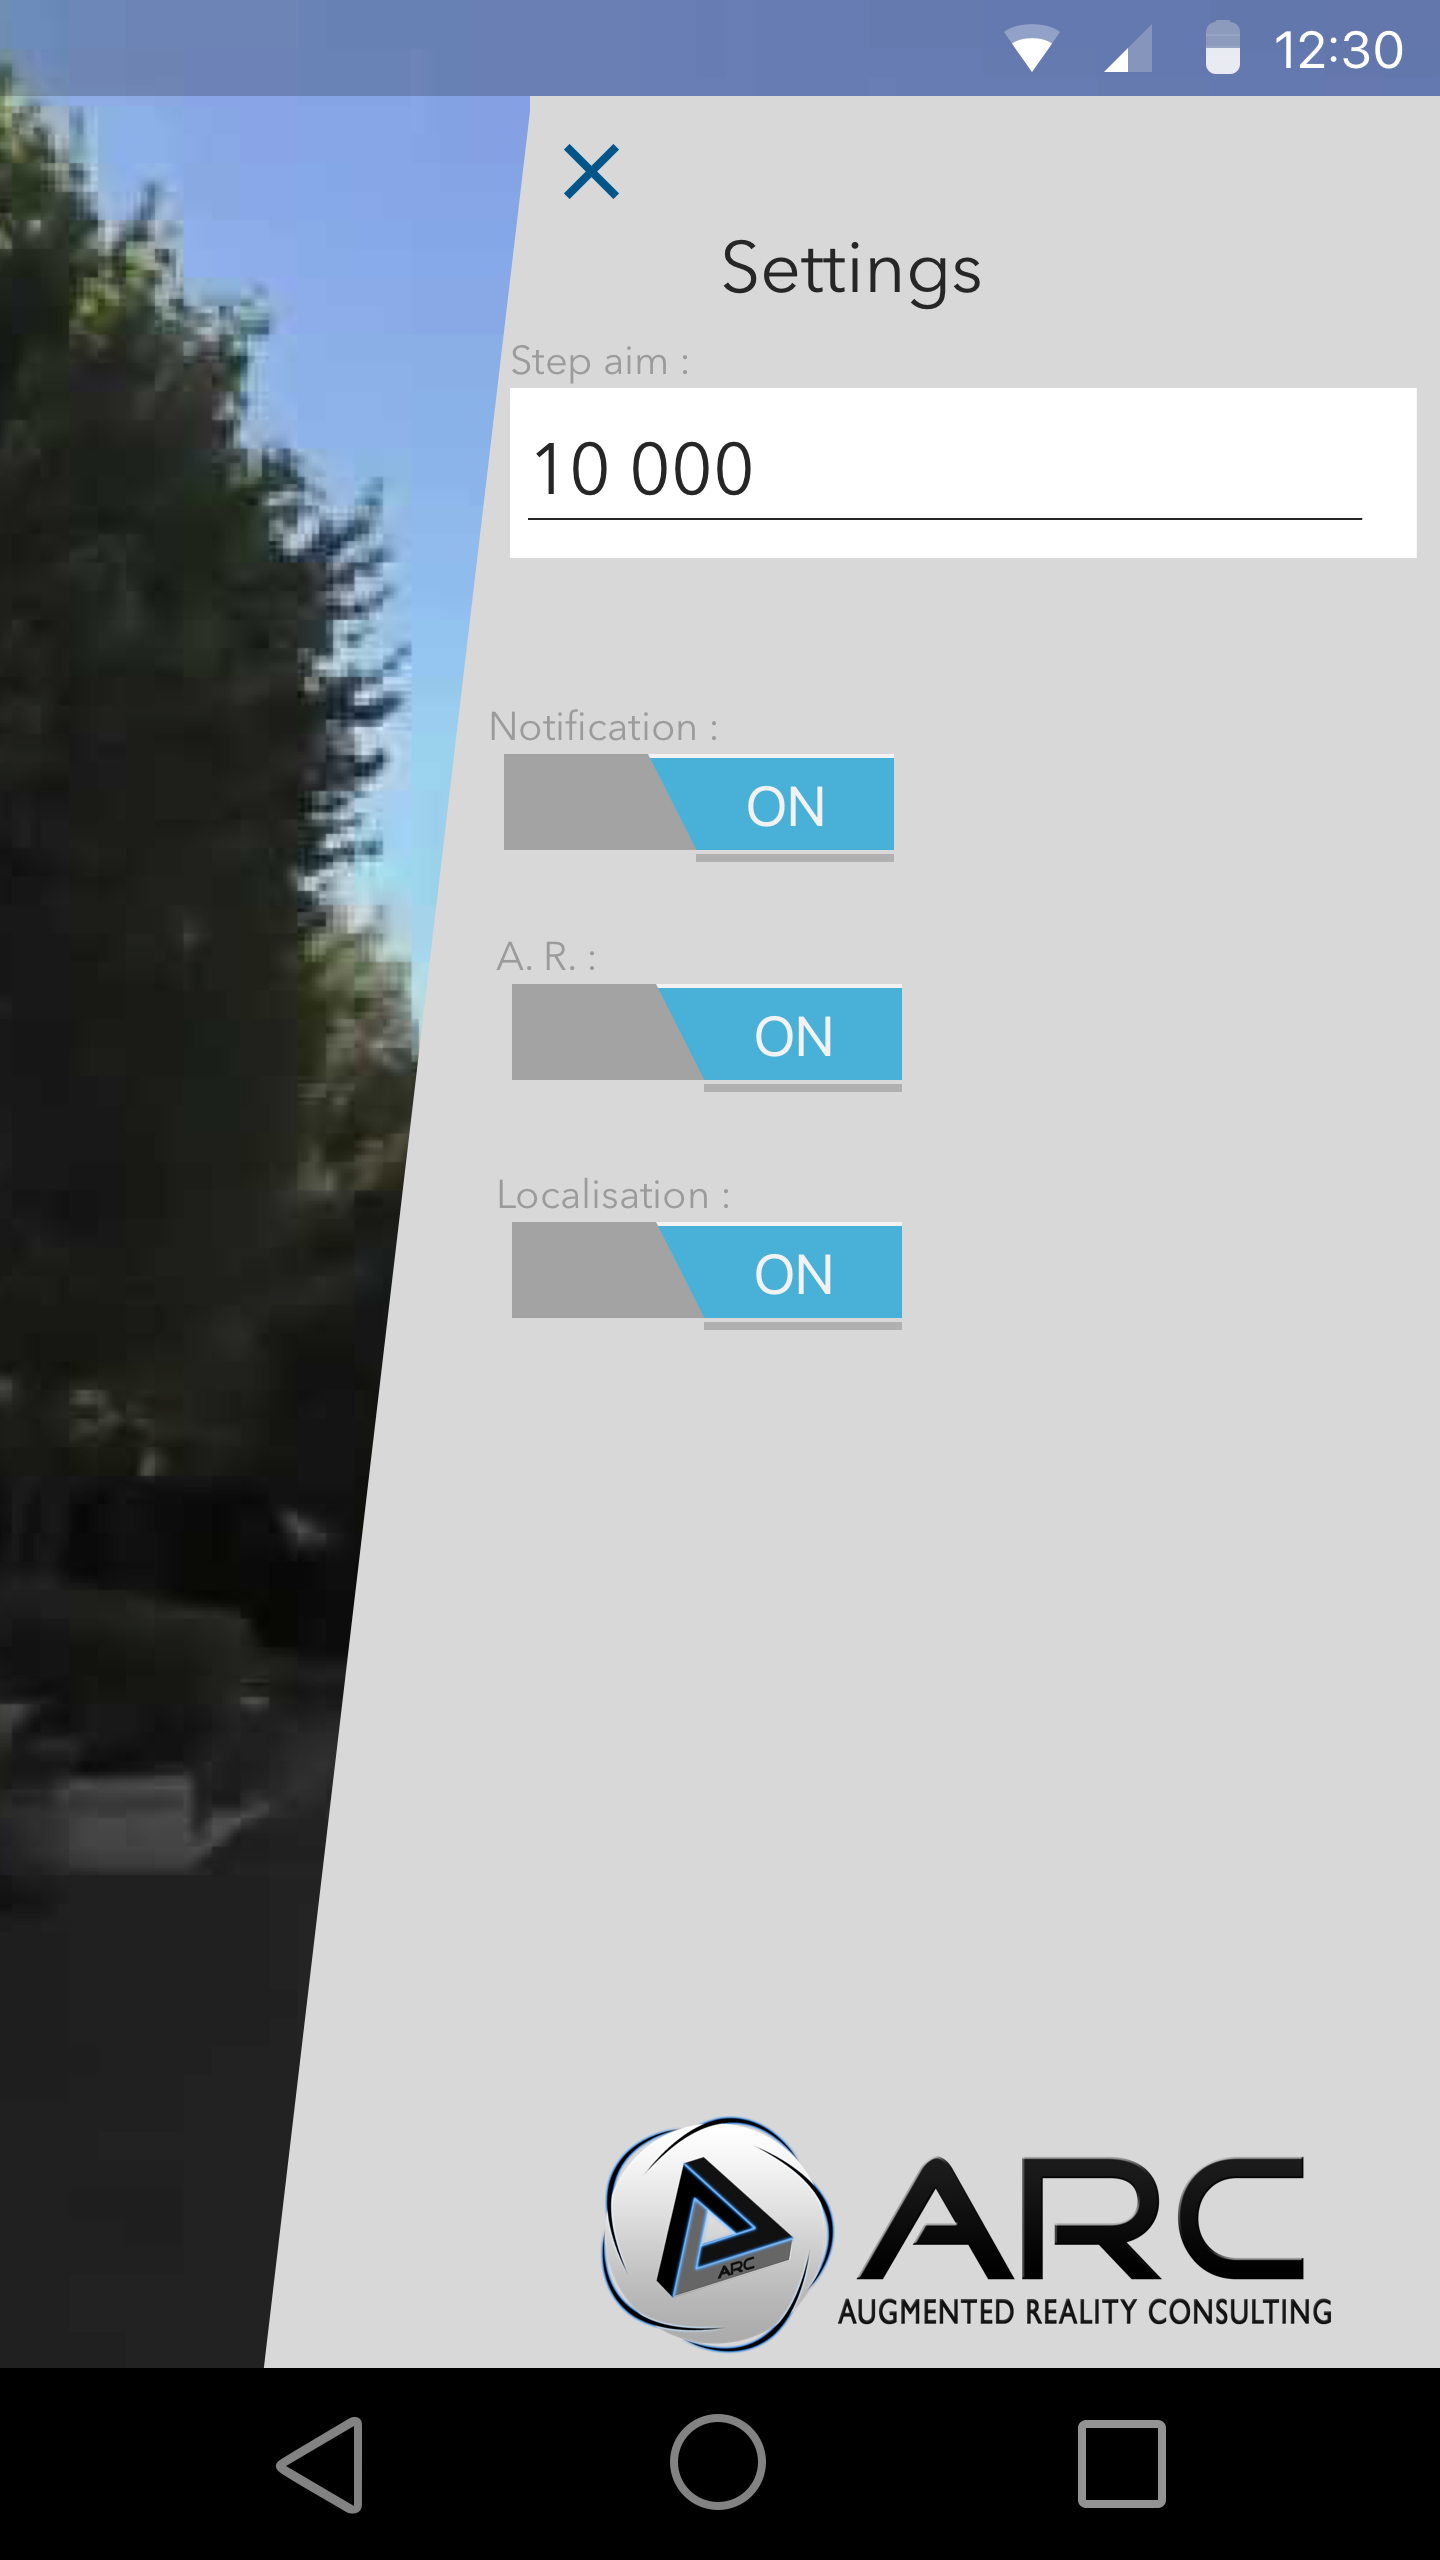 12:30
Settings
Step aim :
10 000
Notification :
ON
A. R. :
ON
Localisation :
ON
ARC
ARC
AUGMENTED REALITY CONSULTING